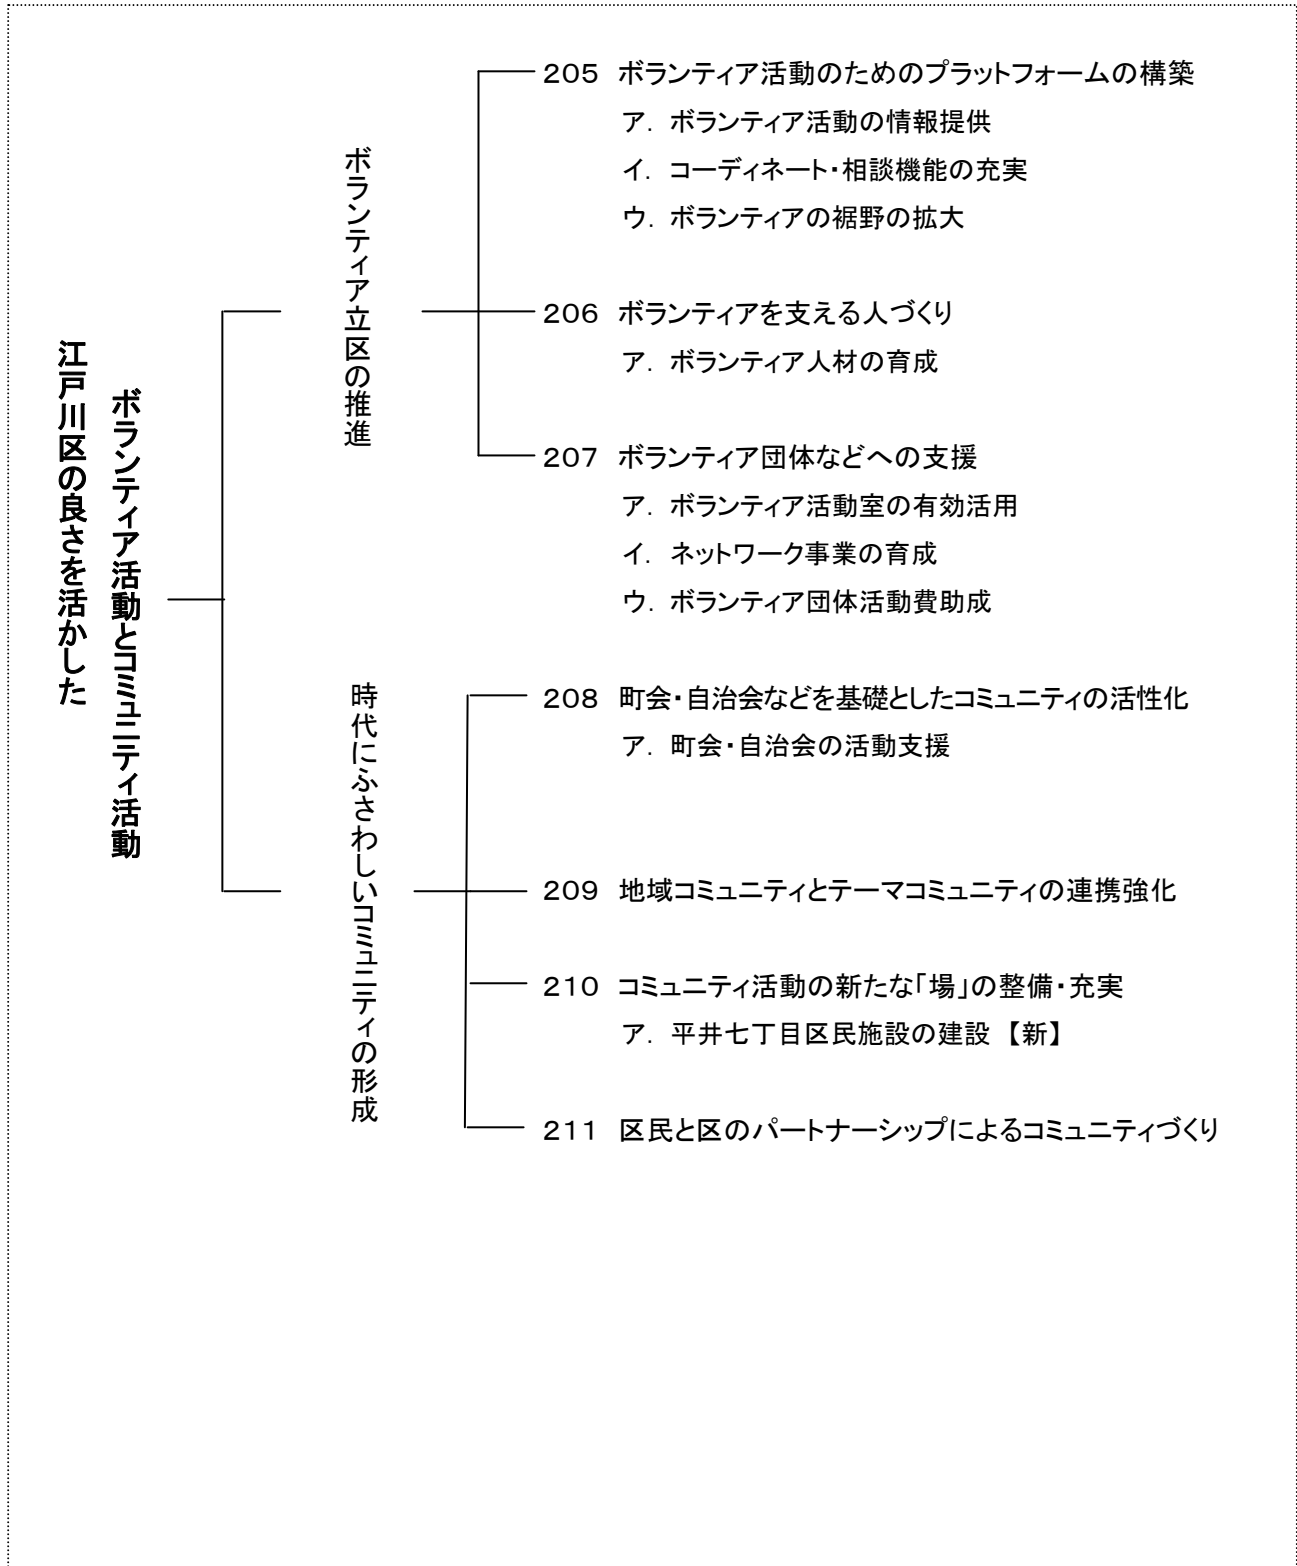 江戸川区の良さを活かした
ボランティア活動とコミュニティ活動
ボランティア立区の推進
205 ボランティア活動のためのプラットフォームの構築
ア. ボランティア活動の情報提供
イ. コーディネート・相談機能の充実
ウ. ボランティアの裾野の拡大
206 ボランティアを支える人づくり
ア. ボランティア人材の育成
207 ボランティア団体などへの支援
ア. ボランティア活動室の有効活用
イ. ネットワーク事業の育成
ウ. ボランティア団体活動費助成
時代にふさわしいコミュニティの形成
208 町会・自治会などを基礎としたコミュニティの活性化
ア. 町会・自治会の活動支援
209 地域コミュニティとテーマコミュニティの連携強化
210 コミュニティ活動の新たな「場」の整備・充実
ア. 平井七丁目区民施設の建設 【新】
211 区民と区のパートナーシップによるコミュニティづくり